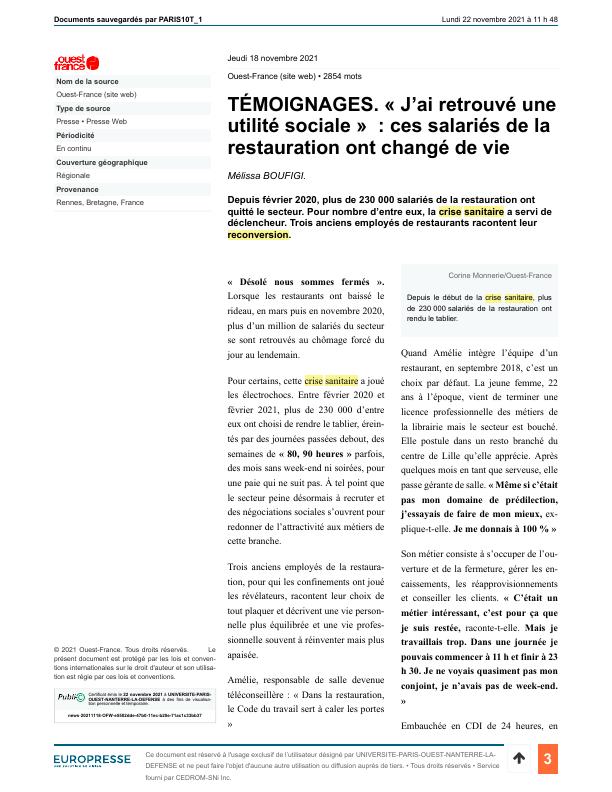 Documents sauvegardés par PARIS10T_1
Lundi 22 novembre 2021 à 11 h 48
ouest
france
Nom de la source
Ouest-France (site web)
Type de source
Presse • Presse Web
Périodicité
En continu
Couverture géographique
Régionale
Provenance
Rennes, Bretagne, France
Jeudi 18 novembre 2021
Ouest-France (site web) • 2854 mots
TÉMOIGNAGES. « J'ai retrouvé une
utilité sociale » : ces salariés de la
restauration ont changé de vie
Mélissa BOUFIGI.
Depuis février 2020, plus de 230 000 salariés de la restauration ont
quitté le secteur. Pour nombre d'entre eux, la crise sanitaire a servi de
déclencheur. Trois anciens employés de restaurants racontent leur
reconversion.
« Désolé nous sommes fermés ».
Lorsque les restaurants ont baissé le
rideau, en mars puis en novembre 2020,
plus d'un million de salariés du secteur
se sont retrouvés au chômage forcé du
jour au lendemain.
Pour certains, cette crise sanitaire a joué
les électrochocs. Entre février 2020 et
février 2021, plus de 230 000 d'entre
eux ont choisi de rendre le tablier, érein-
tés par des journées passées debout, des
semaines de « 80, 90 heures » parfois,
des mois sans week-end ni soirées, pour
une paie qui ne suit pas. À tel point que
le secteur peine désormais à recruter et
des négociations sociales s'ouvrent pour
redonner de l'attractivité aux métiers de
cette branche.
Trois anciens employés de la restaura-
tion, pour qui les confinements ont joué
les révélateurs, racontent leur choix de
tout plaquer et décrivent une vie person-
nelle plus équilibrée et une vie profes-
sionnelle souvent à réinventer mais plus
apaisée.
Amélie, responsable de salle devenue
téléconseillère : « Dans la restauration,
le Code du travail sert à caler les portes
»
Corine Monnerie/Ouest-France
Depuis le début de la crise sanitaire, plus
de 230 000 salariés de la restauration ont
rendu le tablier.
Quand Amélie intègre l'équipe d'un
restaurant, en septembre 2018, c'est un
choix par défaut. La jeune femme, 22
ans à l'époque, vient de terminer une
licence professionnelle des métiers de
la librairie mais le secteur est bouché.
Elle postule dans un resto branché du
centre de Lille qu'elle apprécie. Après
quelques mois en tant que serveuse, elle
passe gérante de salle. « Même si c'était
pas mon domaine de prédilection,
j'essayais de faire de mon mieux, ex-
plique-t-elle. Je me donnais à 100 % »
Son métier consiste à s'occuper de l'ou-
verture et de la fermeture, gérer les en-
caissements, les réapprovisionnements
et conseiller les clients. « C'était un
métier intéressant, c'est pour ça que
je suis restée, raconte-t-elle. Mais je
travaillais trop. Dans une journée je
pouvais commencer à 11 h et finir à 23
h 30. Je ne voyais quasiment pas mon
conjoint, je n'avais pas de week-end.
»
Embauchée en CDI de 24 heures, en
© 2021 Ouest-France. Tous droits réservés. Le
présent document est protégé par les lois et conven-
tions internationales sur le droit d'auteur et son utilisa-
tion est régie par ces lois et conventions.
Public©
Certificat émis le 22 novembre 2021 à UNIVERSITE-PARIS-
OUEST-NANTERRE-LA-DEFENSE à des fins de visualisa-
tion personnelle et temporaire.
EUROPRESSE
Ce document est réservé à l'usage exclusif de l'utilisateur désigné par UNIVERSITE-PARIS-OUEST-NANTERRE-LA-
DEFENSE et ne peut faire l'objet d'aucune autre utilisation ou diffusion auprès de tiers. • Tous droits réservés • Service
fourni par CEDROM-SNi Inc.
3